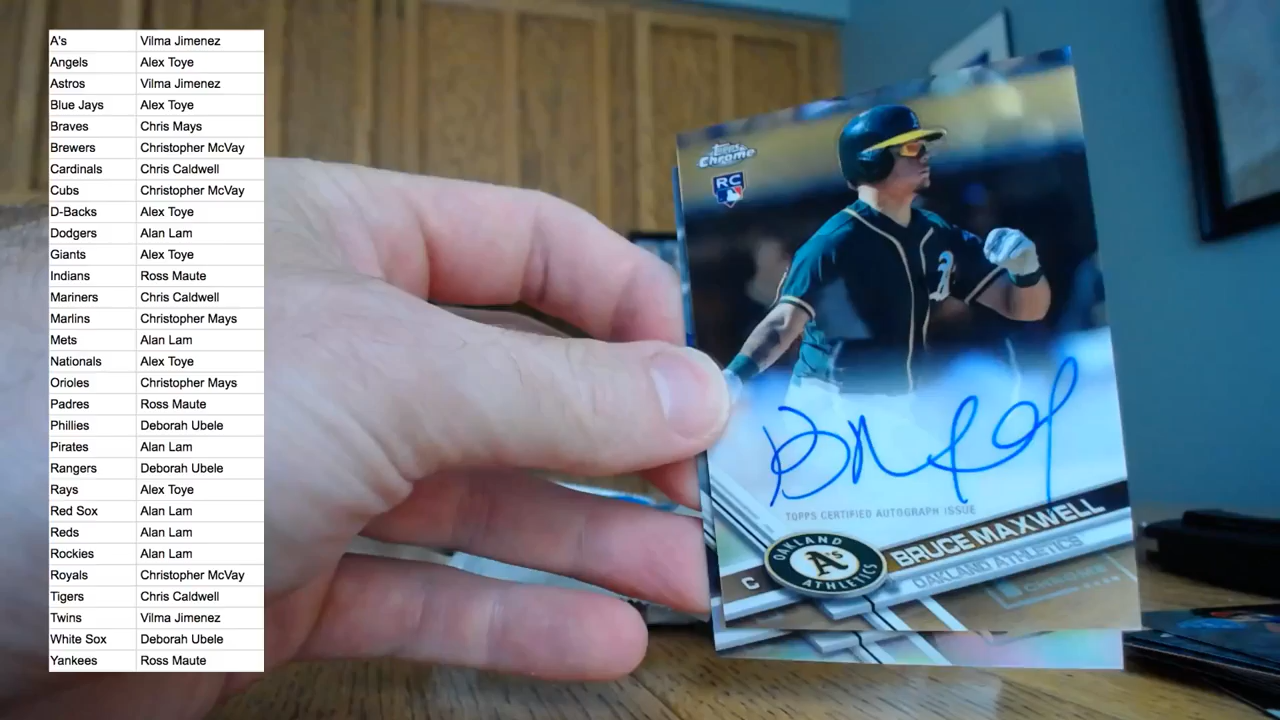 A's Vilma Jimenez
Angels Alex Toye
Astros Vilma Jimenez
Blue Jays Alex Toye
Braves Chris Mays
Brewers Christopher McVay
Cardinals Chris Caldwell
Cubs Christopher McVay
D-Backs Alex Toye
Dodgers Alan Lam
Giants Alex Toye
Indians Ross Maute
Mariners Chris Caldwell
Marlins Christopher Mays
Mets Alan Lam
Nationals Alex Toye
Orioles Christopher Mays
Padres Ross Maute
Phillies Deborah Ubele
Pirates Alan Lam
Rangers Deborah Ubele
Rays Alex Toye
Red Sox Alan Lam
Reds Alan Lam
Rockies Alan Lam
Royals Christopher McVay
Tigers Chris Caldwell
Twins Vilma Jimenez
White Sox Deborah Ubele
Yankees Ross Maute
Topps
Chrome
RC
TOPPS CERTIFIED AUTOGRAPH ISSUE
C
OAKLAND
A's
ATHLETICS
BRUCE MAXWELL
OAKLAND ATHLETICS